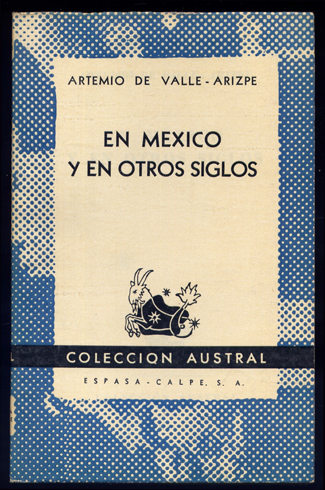 ARTEMIO DE VALLE-ARIZPE
EN MEXICO
Y EN OTROS SIGLOS
COLECCION AUSTRAL
ESPASA-CALPE, S. A.